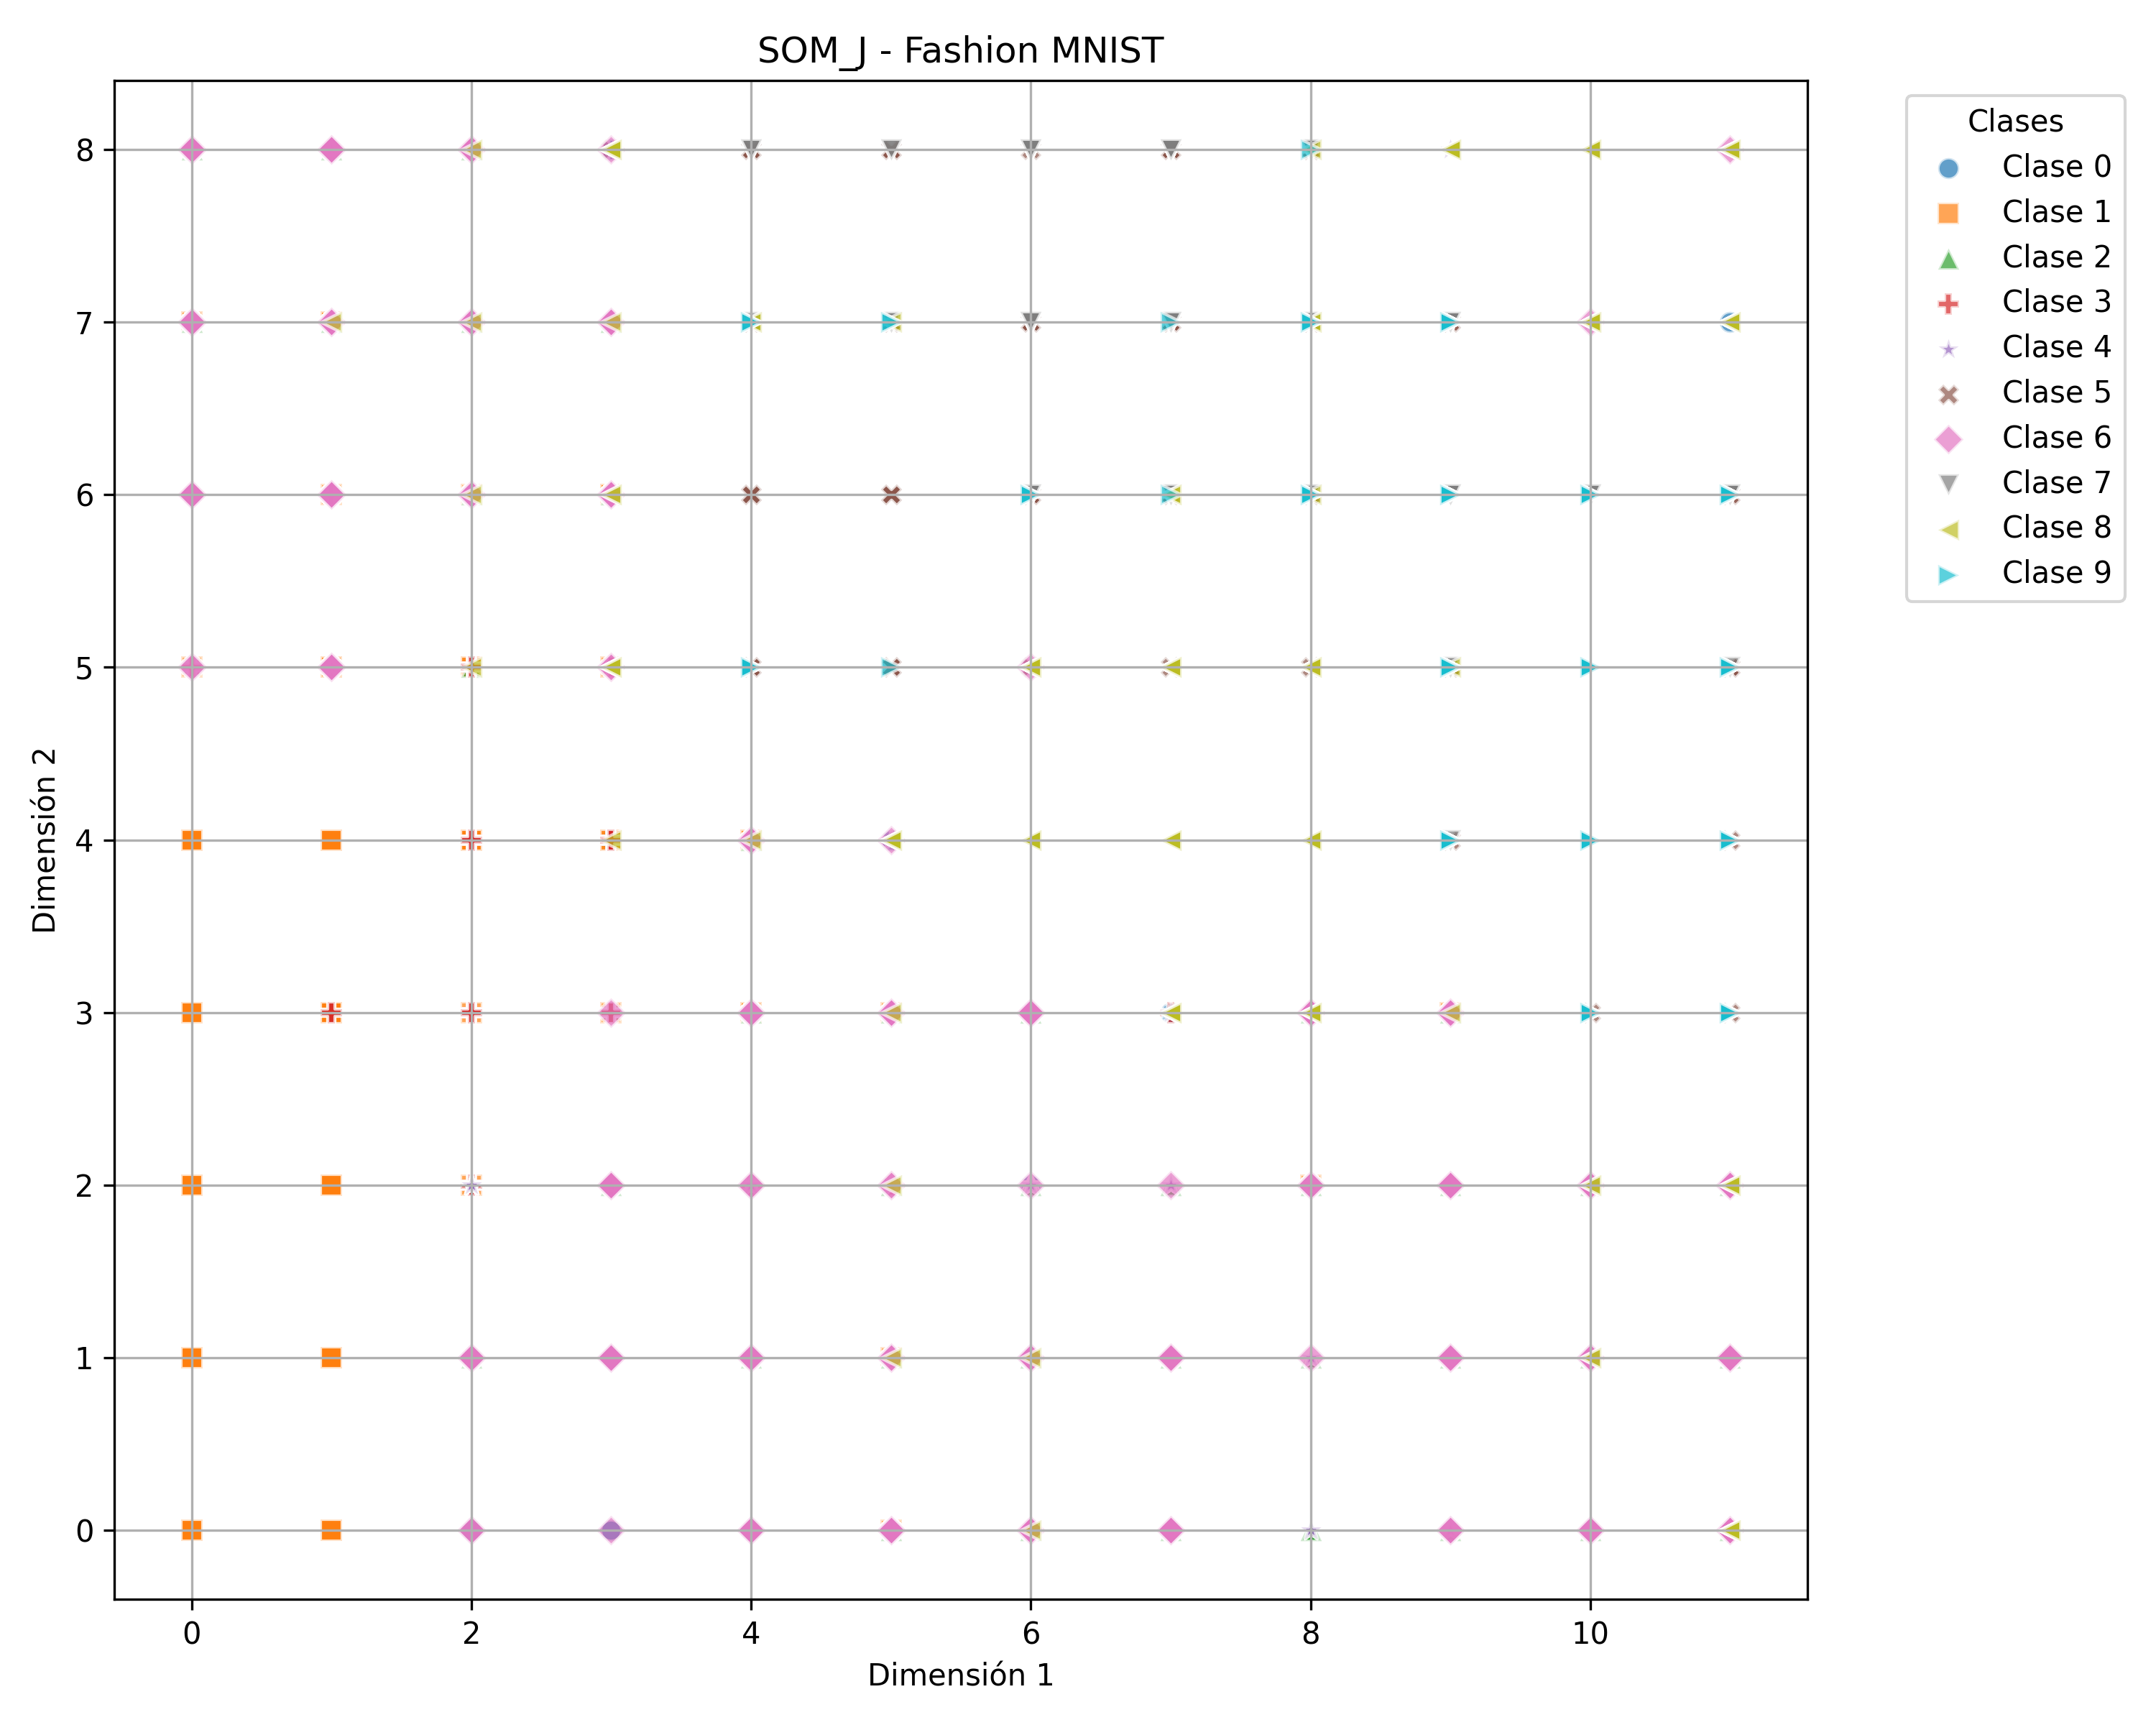 SOM_J - Fashion MNIST
Clases
Clase 0
Clase 1
Clase 2
Clase 3
Clase 4
Clase 5
Clase 6
Clase 7
Clase 8
Clase 9
Dimensión 2
8
7
6
5
4
3
2
1
0
0
2
4
6
8
10
Dimensión 1